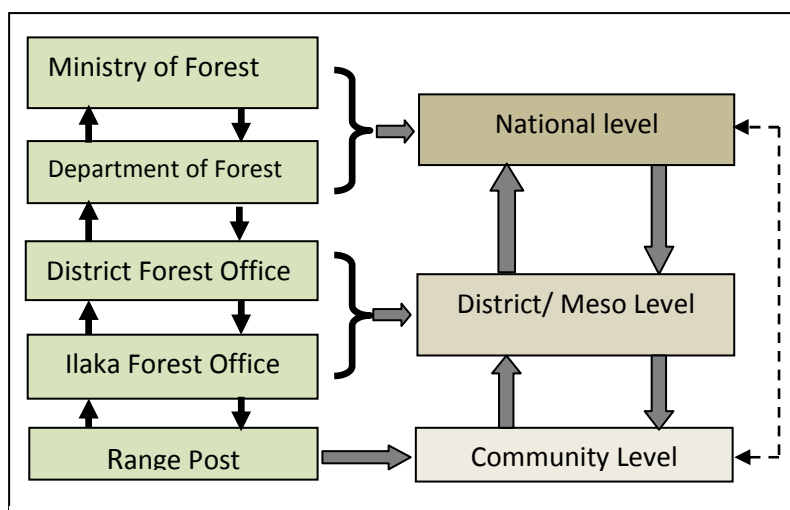 Ministry of Forest
Department of Forest
District Forest Office
Ilaka Forest Office
Range Post
National level
District/ Meso Level
Community Level